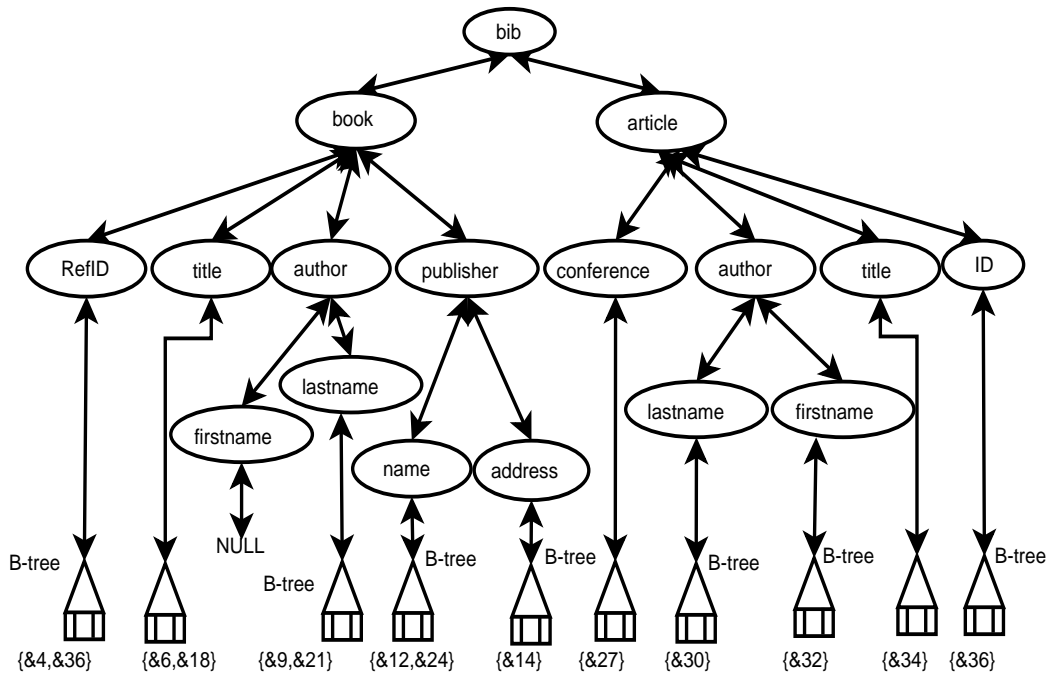 bib
book
article
RefID
title
author
publisher
conference
author
title
ID
lastname
firstname
lastname
firstname
name
address
NULL
B-tree
B-tree
B-tree
B-tree
B-tree
B-tree
B-tree
{&4,&36}
{&6,&18}
{&9,&21}
{&12,&24}
{&14}
{&27}
{&30}
{&32}
{&34}
{&36}